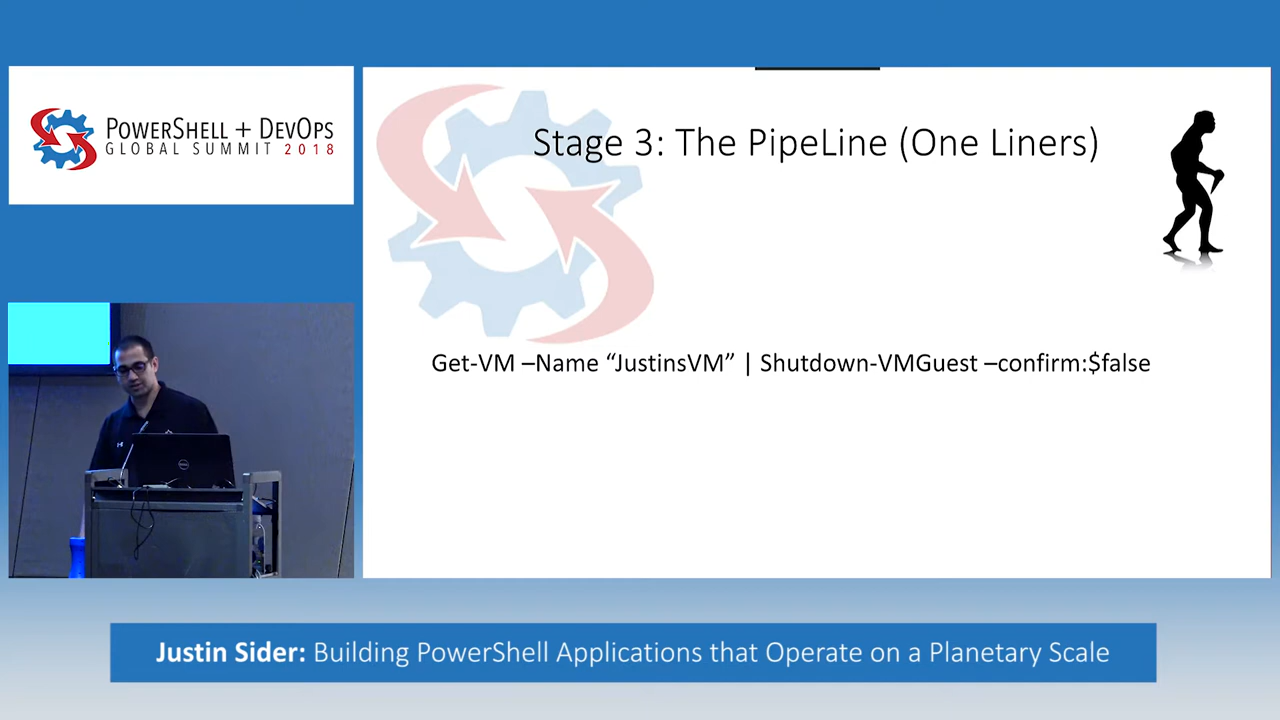 POWERSHELL + DEVOPS
GLOBAL SUMMIT 2018
Stage 3: The PipeLine (One Liners)
Get-VM –Name “JustinsVM” | Shutdown-VMGuest –confirm:$false
DELL
Justin Sider: Building PowerShell Applications that Operate on a Planetary Scale